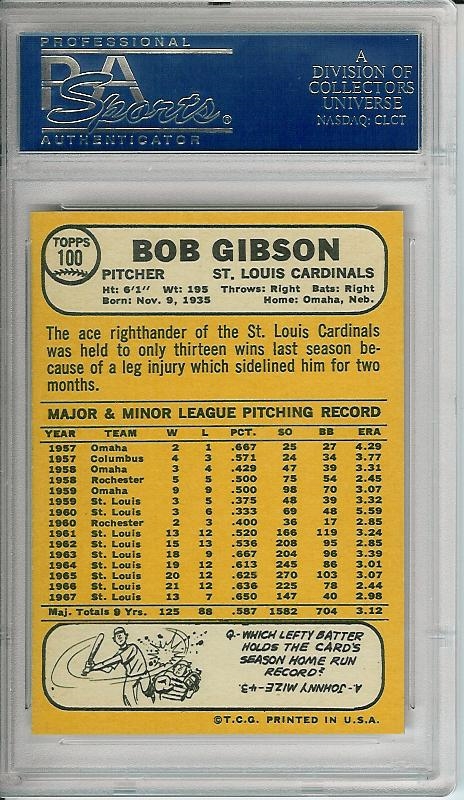 PROFESSIONAL
PSA
Sports®
AUTHENTICATOR
A
DIVISION OF
COLLECTORS
UNIVERSE
NASDAQ: CLCT
TOPPS
100
BOB GIBSON
PITCHER ST. LOUIS CARDINALS
Ht: 6'1" Wt: 195 Throws: Right Bats: Right
Born: Nov. 9, 1935 Home: Omaha, Neb.
The ace righthander of the St. Louis Cardinals
was held to only thirteen wins last season be-
cause of a leg injury which sidelined him for two
months.
MAJOR & MINOR LEAGUE PITCHING RECORD
YEAR TEAM W L PCT. SO BB ERA
1957 Omaha 2 1 .667 25 27 4.29
1957 Columbus 4 3 .571 24 34 3.77
1958 Omaha 3 4 .429 47 39 3.31
1958 Rochester 5 5 .500 75 54 2.45
1959 Omaha 9 9 .500 98 70 3.07
1959 St. Louis 3 5 .375 48 39 3.32
1960 St. Louis 3 6 .333 69 48 5.59
1960 Rochester 2 3 .400 36 17 2.85
1961 St. Louis 13 12 .520 166 119 3.24
1962 St. Louis 15 13 .536 208 95 2.85
1963 St. Louis 18 9 .667 204 96 3.39
1964 St. Louis 19 12 .613 245 86 3.01
1965 St. Louis 20 12 .625 270 103 3.07
1966 St. Louis 21 12 .636 225 78 2.44
1967 St. Louis 13 7 .650 147 40 2.98
Maj. Totals 9 Yrs. 125 88 .587 1582 704 3.12
Q-WHICH LEFTY BATTER
HOLDS THE CARD'S
SEASON HOME RUN
RECORD?
A-JOHNNY MIZE-43.
©T.C.G. PRINTED IN U.S.A.